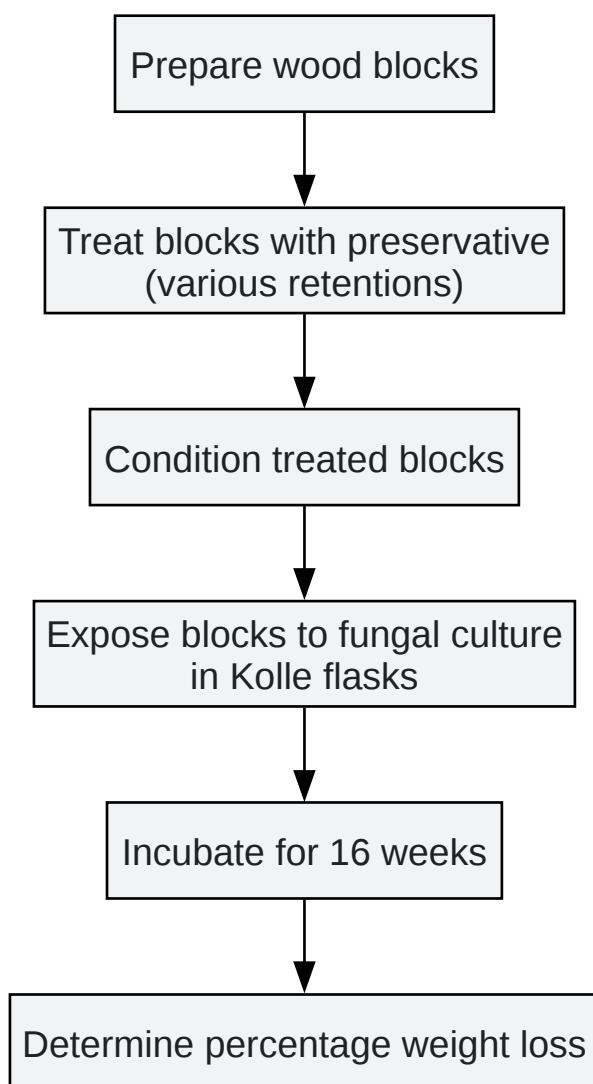 Prepare wood blocks
Treat blocks with preservative
(various retentions)
Condition treated blocks
Expose blocks to fungal culture
in Kolle flasks
Incubate for 16 weeks
Determine percentage weight loss